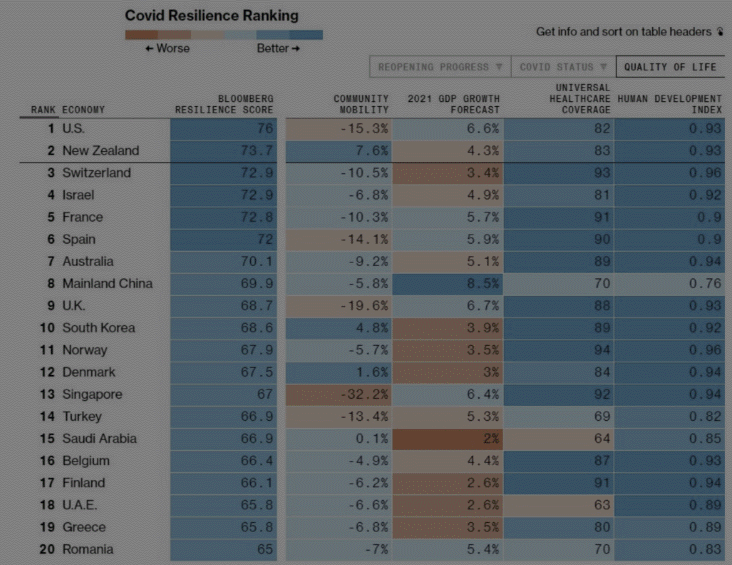 Covid Resilience Ranking
← Worse Better →
Get info and sort on table headers
REOPENING PROGRESS ▼ COVID STATUS ▼ QUALITY OF LIFE
RANK ECONOMY BLOOMBERG RESILIENCE SCORE COMMUNITY MOBILITY 2021 GDP GROWTH FORECAST UNIVERSAL HEALTHCARE COVERAGE HUMAN DEVELOPMENT INDEX
1 U.S. 76 -15.3% 6.6% 82 0.93
2 New Zealand 73.7 7.6% 4.3% 83 0.93
3 Switzerland 72.9 -10.5% 3.4% 93 0.96
4 Israel 72.9 -6.8% 4.9% 81 0.92
5 France 72.8 -10.3% 5.7% 91 0.9
6 Spain 72 -14.1% 5.9% 90 0.9
7 Australia 70.1 -9.2% 5.1% 89 0.94
8 Mainland China 69.9 -5.8% 8.5% 70 0.76
9 U.K. 68.7 -19.6% 6.7% 88 0.93
10 South Korea 68.6 4.8% 3.9% 89 0.92
11 Norway 67.9 -5.7% 3.5% 94 0.96
12 Denmark 67.5 1.6% 3% 84 0.94
13 Singapore 67 -32.2% 6.4% 92 0.94
14 Turkey 66.9 -13.4% 5.3% 69 0.82
15 Saudi Arabia 66.9 0.1% 2% 64 0.85
16 Belgium 66.4 -4.9% 4.4% 87 0.93
17 Finland 66.1 -6.2% 2.6% 91 0.94
18 U.A.E. 65.8 -6.6% 2.6% 63 0.89
19 Greece 65.8 -6.8% 3.5% 80 0.89
20 Romania 65 -7% 5.4% 70 0.83